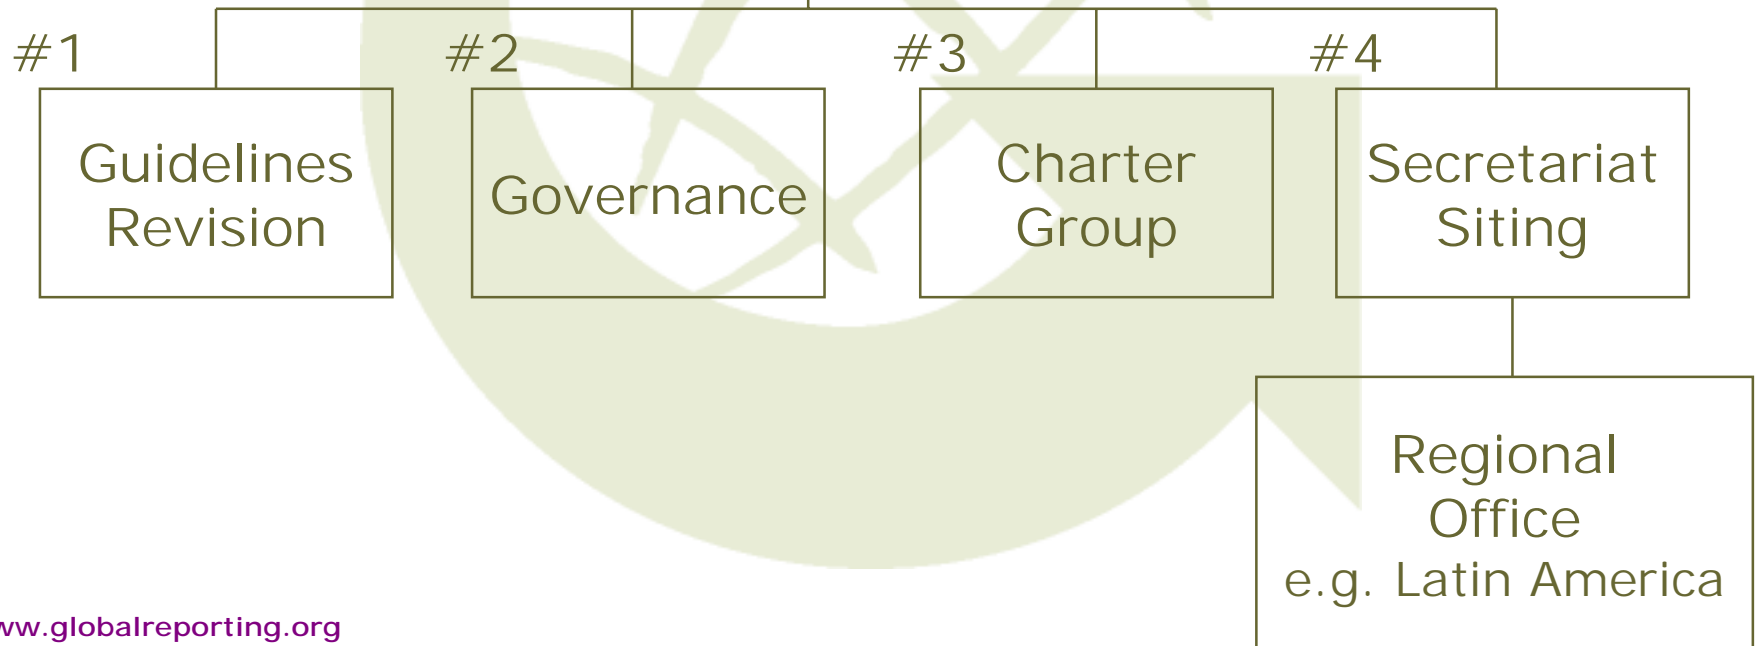 #1
#2
#3
#4
Guidelines
Revision
Governance
Charter
Group
Secretariat
Siting
Regional
Office
e.g. Latin America
ww.globalreporting.org